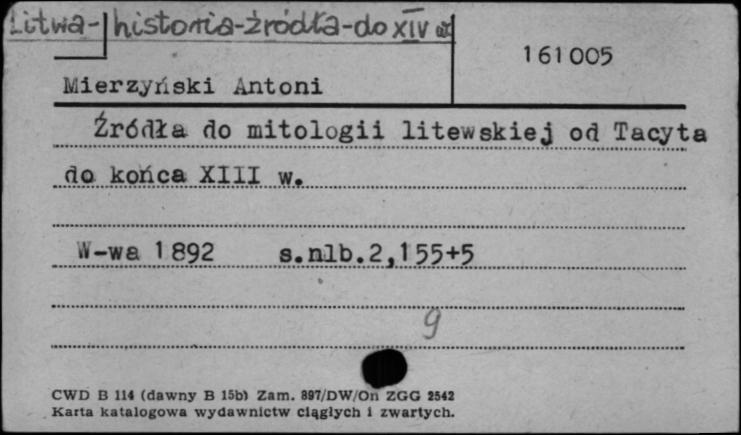 Litwa- historia-źródła-do XIV w
161005
Mierzyński Antoni
Źródła do mitologii litewskiej od Tacyta
do końca XIII w.
W-wa 1892 s.nlb.2,155+5
9
CWD B 114 (dawny B 15b) Zam. 897/DW/On ZGG 2542
Karta katalogowa wydawnictw ciągłych i zwartych.